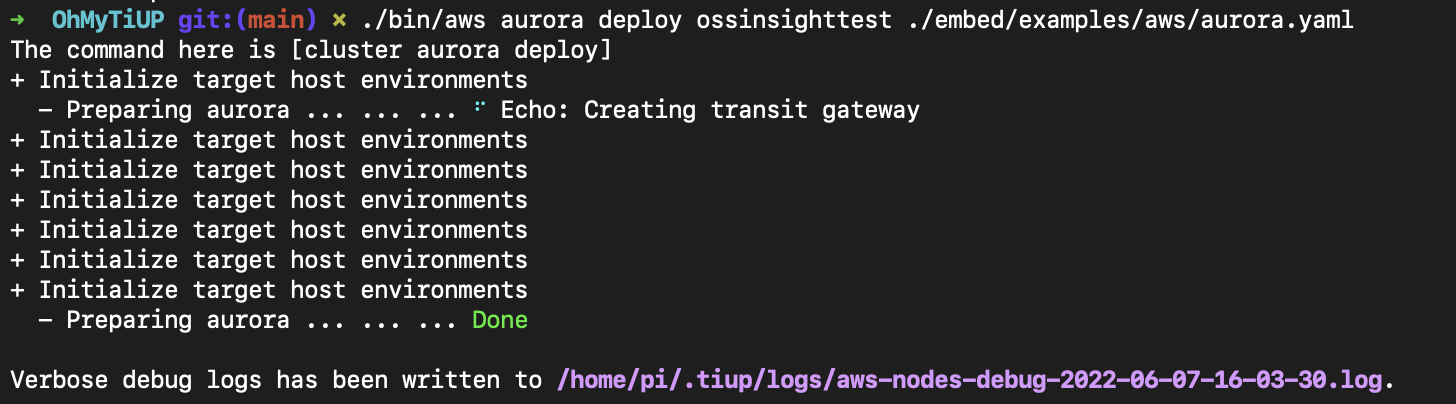 → OhMyTiUP git:(main) × ./bin/aws aurora deploy ossinsighttest ./embed/examples/aws/aurora.yaml
The command here is [cluster aurora deploy]
+ Initialize target host environments
  - Preparing aurora ... ... ... ⠋ Echo: Creating transit gateway
+ Initialize target host environments
+ Initialize target host environments
+ Initialize target host environments
+ Initialize target host environments
+ Initialize target host environments
+ Initialize target host environments
  - Preparing aurora ... ... ... Done
Verbose debug logs has been written to /home/pi/.tiup/logs/aws-nodes-debug-2022-06-07-16-03-30.log.